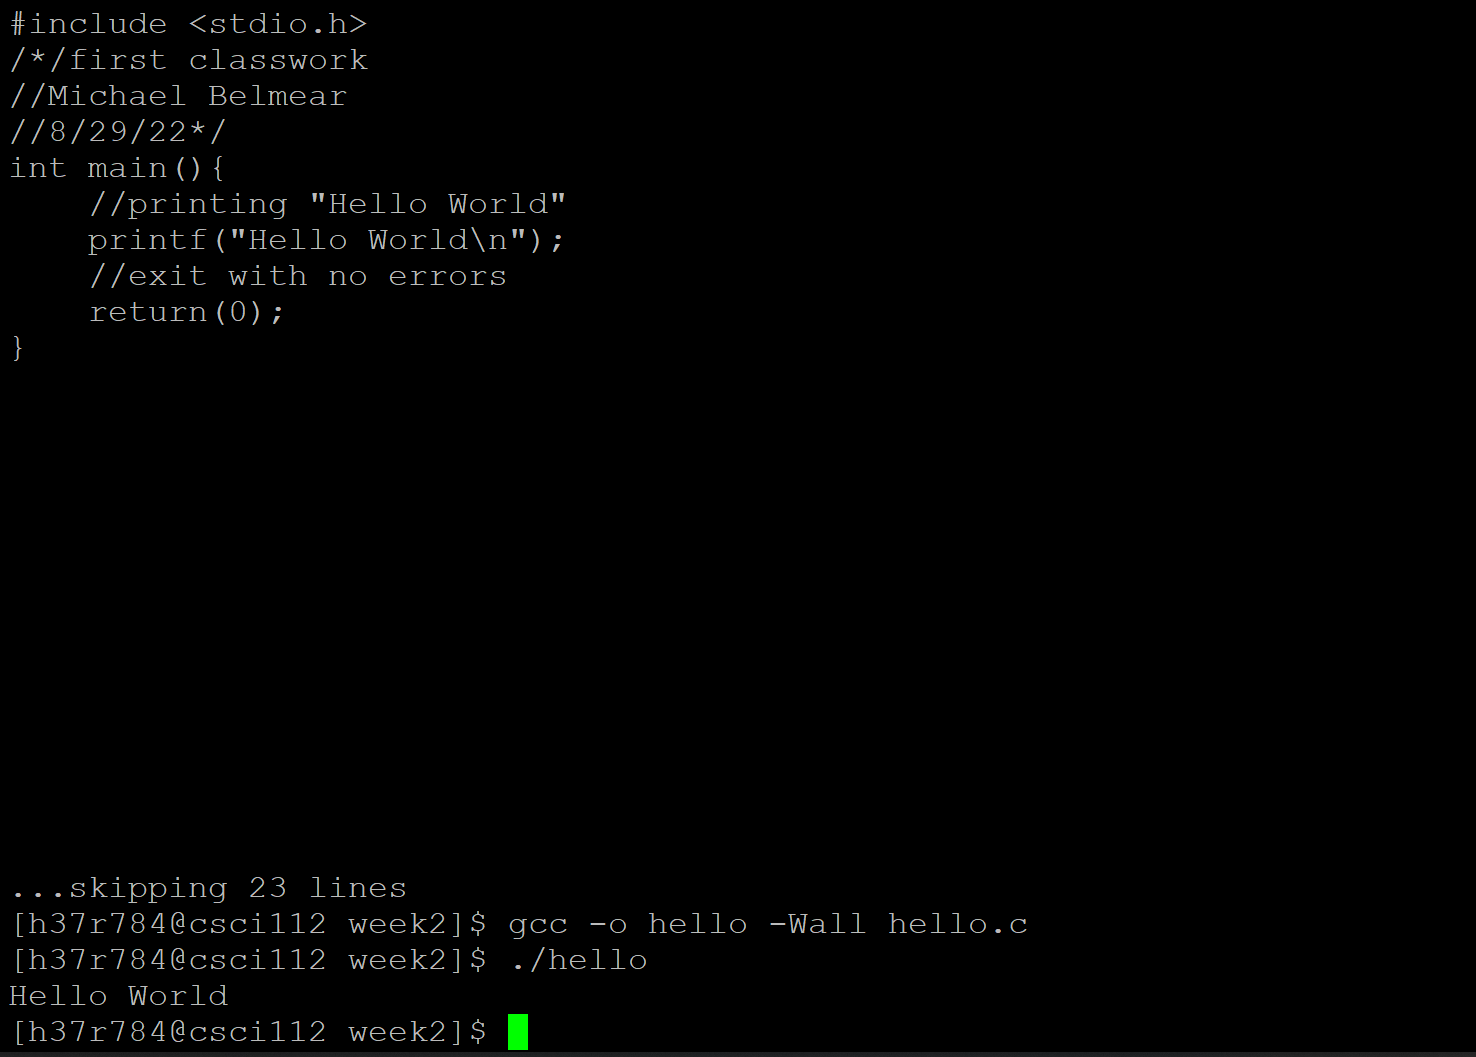 #include <stdio.h>
/*/first classwork
//Michael Belmear
//8/29/22*/
int main(){
    //printing "Hello World"
    printf("Hello World\n");
    //exit with no errors
    return(0);
}
...skipping 23 lines
[h37r784@csci112 week2]$ gcc -o hello -Wall hello.c
[h37r784@csci112 week2]$ ./hello
Hello World
[h37r784@csci112 week2]$